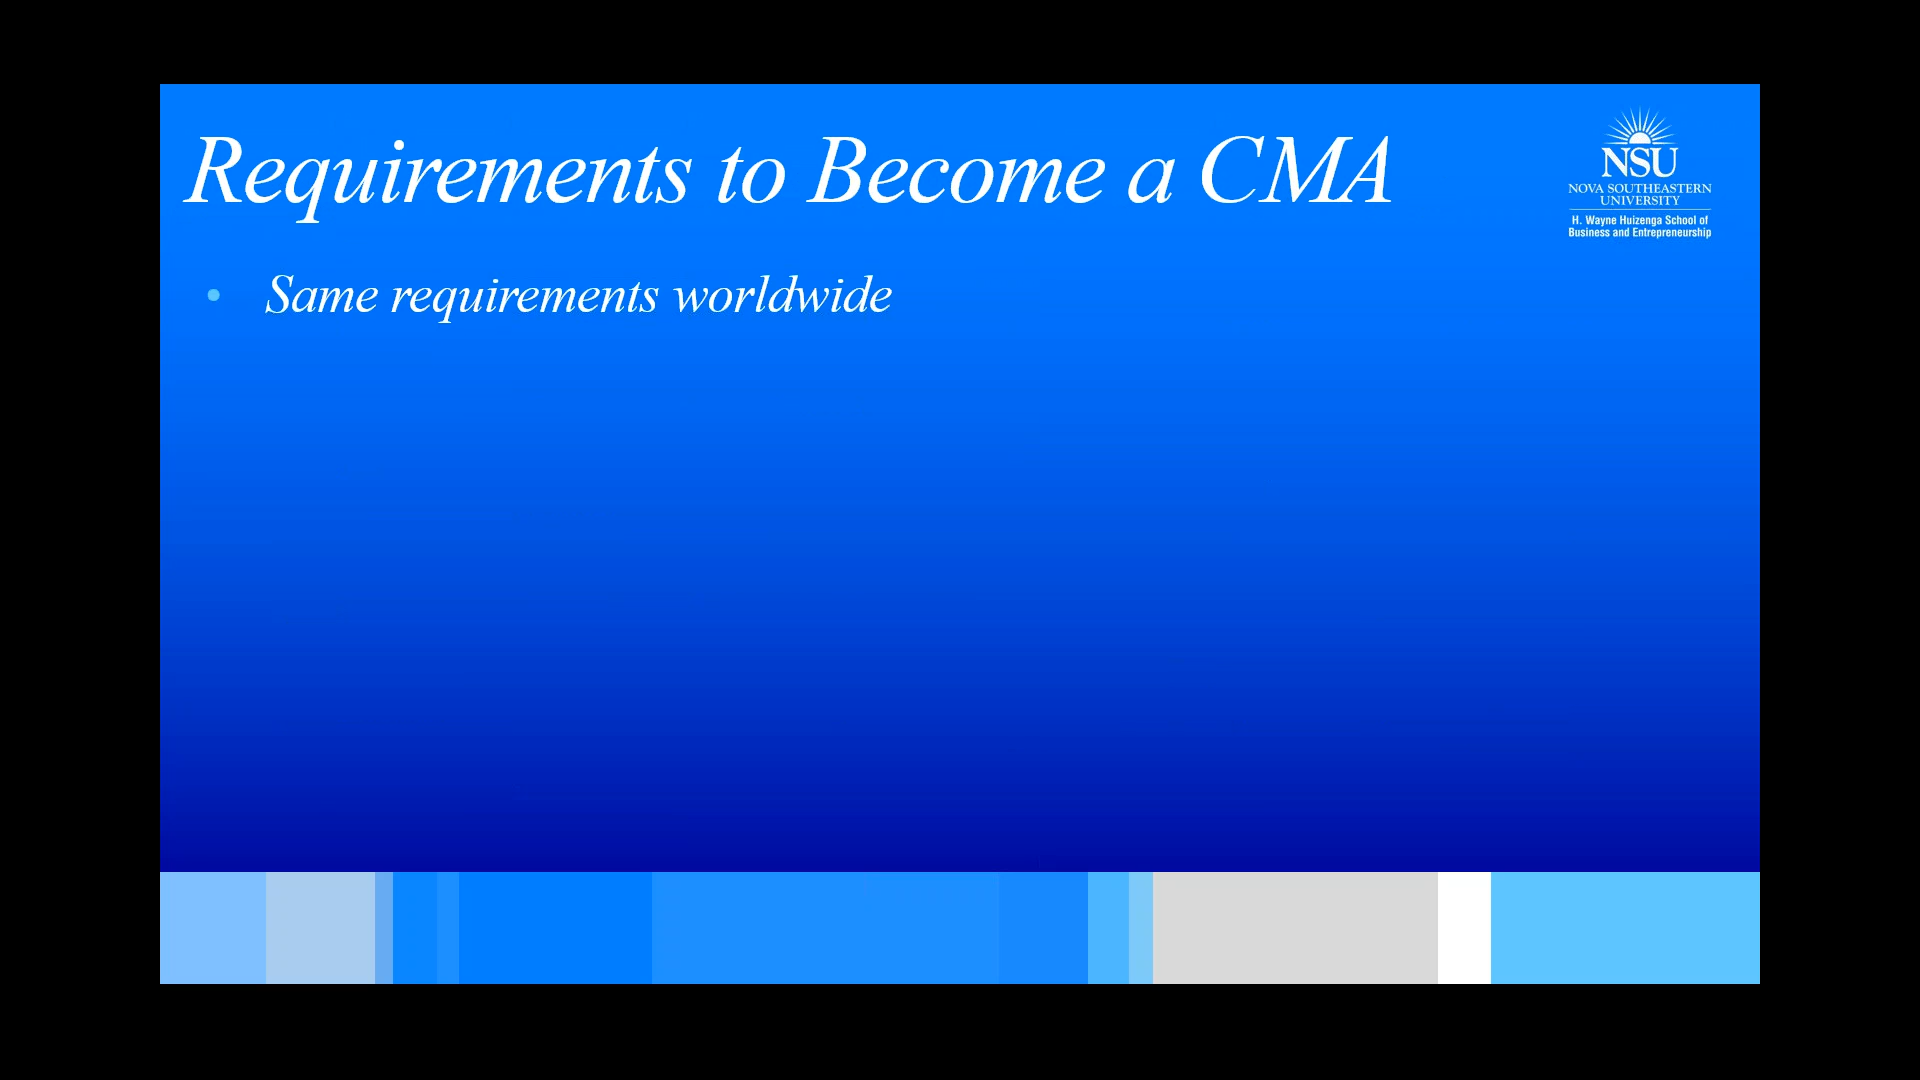 Requirements to Become a CMA
NSU
NOVA SOUTHEASTERN
UNIVERSITY
H. Wayne Huizenga School of
Business and Entrepreneurship
• Same requirements worldwide